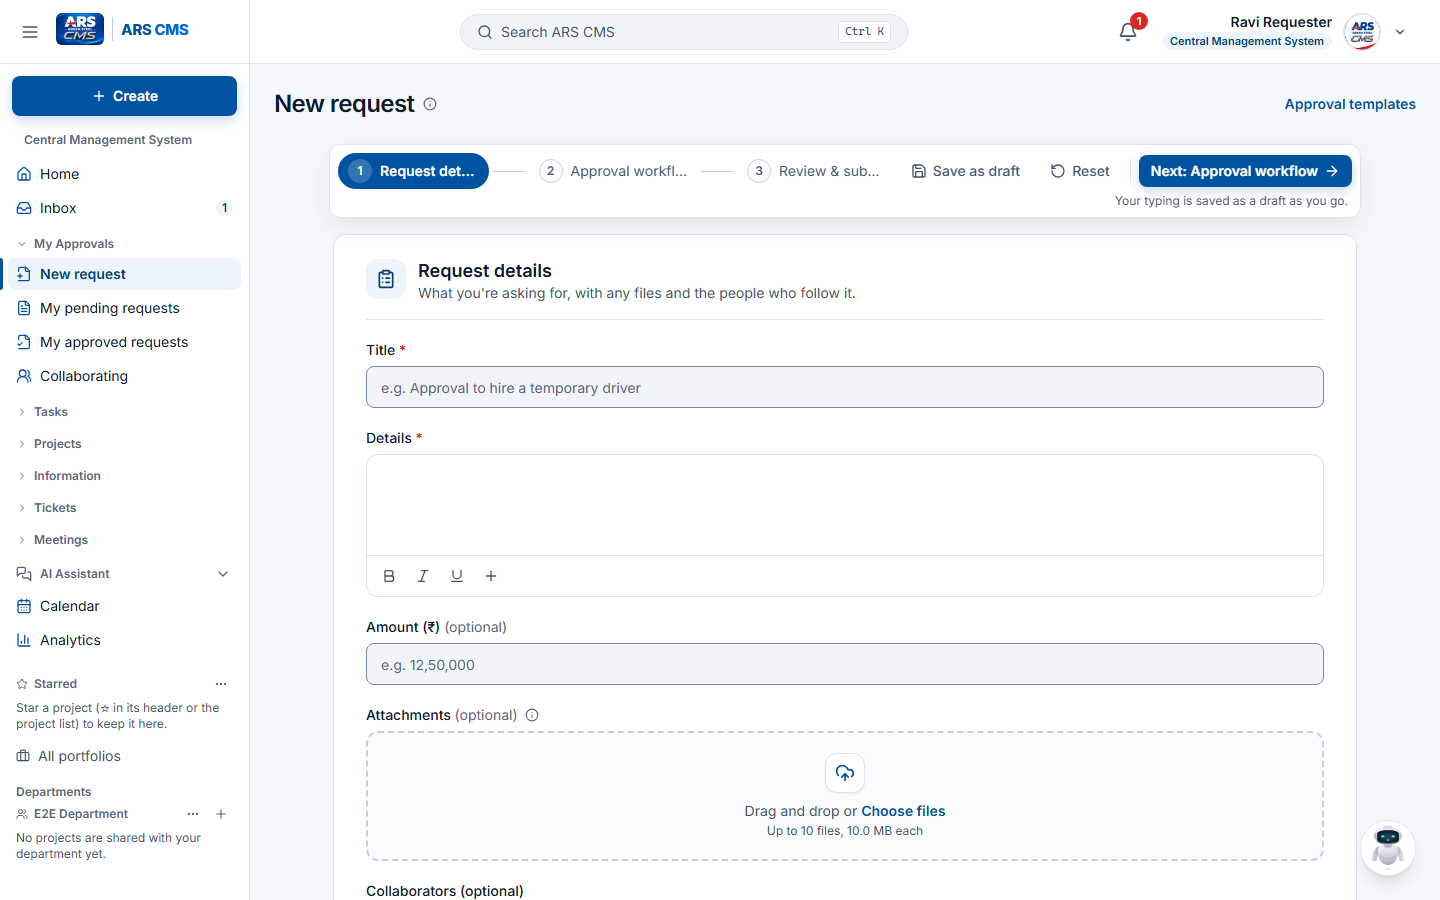 ARS
CMS
ARS CMS
Search ARS CMS
Ctrl K
1
Ravi Requester
Central Management System
ARS
CMS
Create
Central Management System
Home
Inbox
1
My Approvals
New request
My pending requests
My approved requests
Collaborating
Tasks
Projects
Information
Tickets
Meetings
AI Assistant
Calendar
Analytics
Starred
Star a project (☆ in its header or the
project list) to keep it here.
All portfolios
Departments
E2E Department
No projects are shared with your
department yet.
New request
Approval templates
1 Request det...
2 Approval workfl...
3 Review & sub...
Save as draft
Reset
Next: Approval workflow →
Your typing is saved as a draft as you go.
Request details
What you're asking for, with any files and the people who follow it.
Title *
e.g. Approval to hire a temporary driver
Details *
B I U +
Amount (₹) (optional)
e.g. 12,50,000
Attachments (optional)
Drag and drop or Choose files
Up to 10 files, 10.0 MB each
Collaborators (optional)